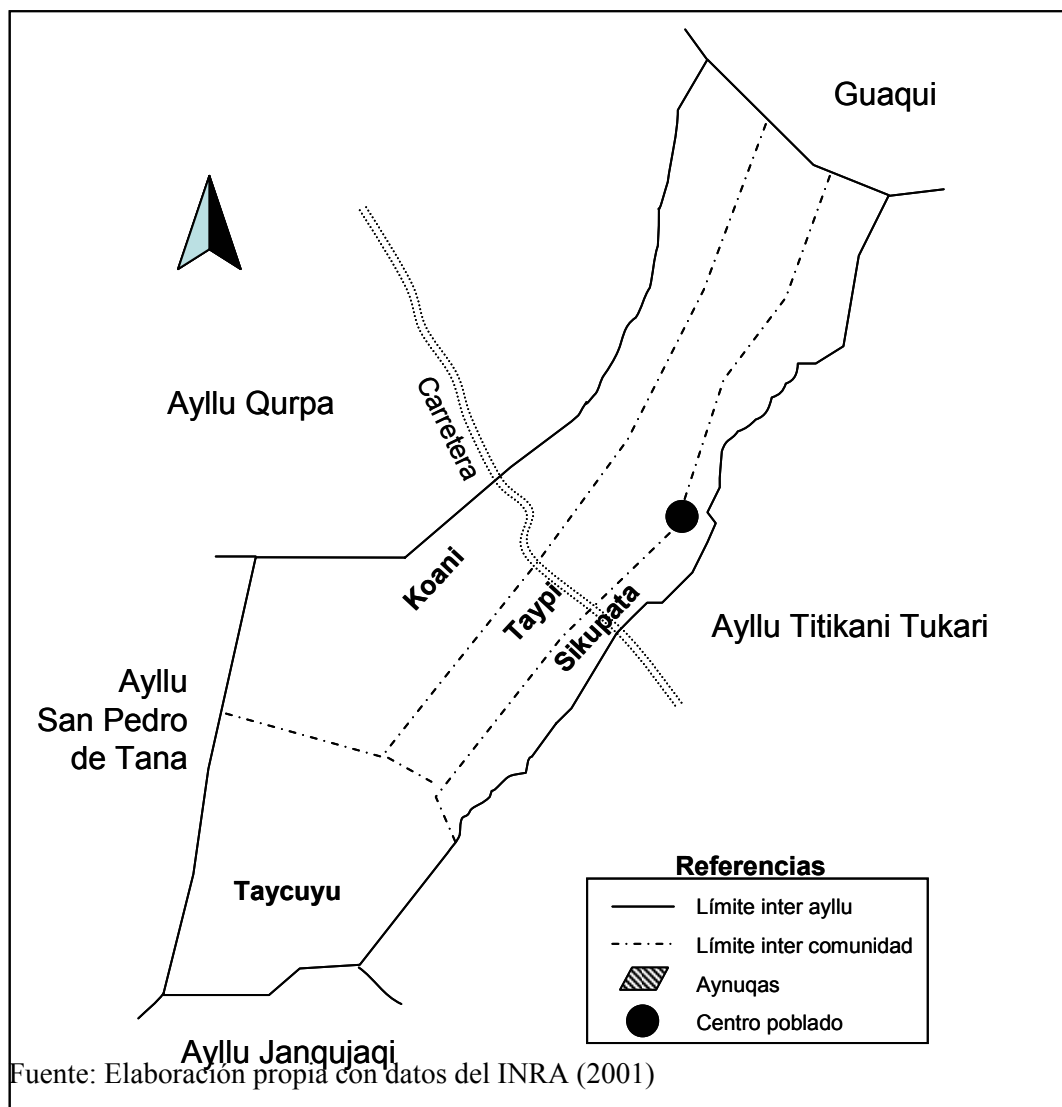 Guaqui
Ayllu Qurpa
Carretera
Koani
Taypi
Sikupata
Ayllu Titikani Tukari
Ayllu
San Pedro
de Tana
Taycuyu
Referencias
Límite inter ayllu
Límite inter comunidad
Aynuqas
Centro poblado
Ayllu Janqujaqi
Fuente: Elaboración propia con datos del INRA (2001)